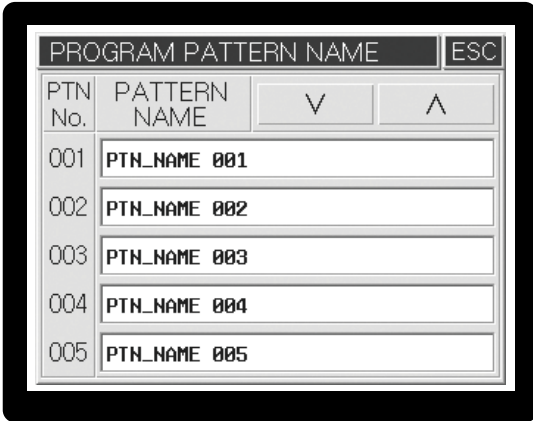 PROGRAM PATTERN NAME ESC
PTN No. PATTERN NAME ∨ ∧
001 PTN_NAME 001
002 PTN_NAME 002
003 PTN_NAME 003
004 PTN_NAME 004
005 PTN_NAME 005